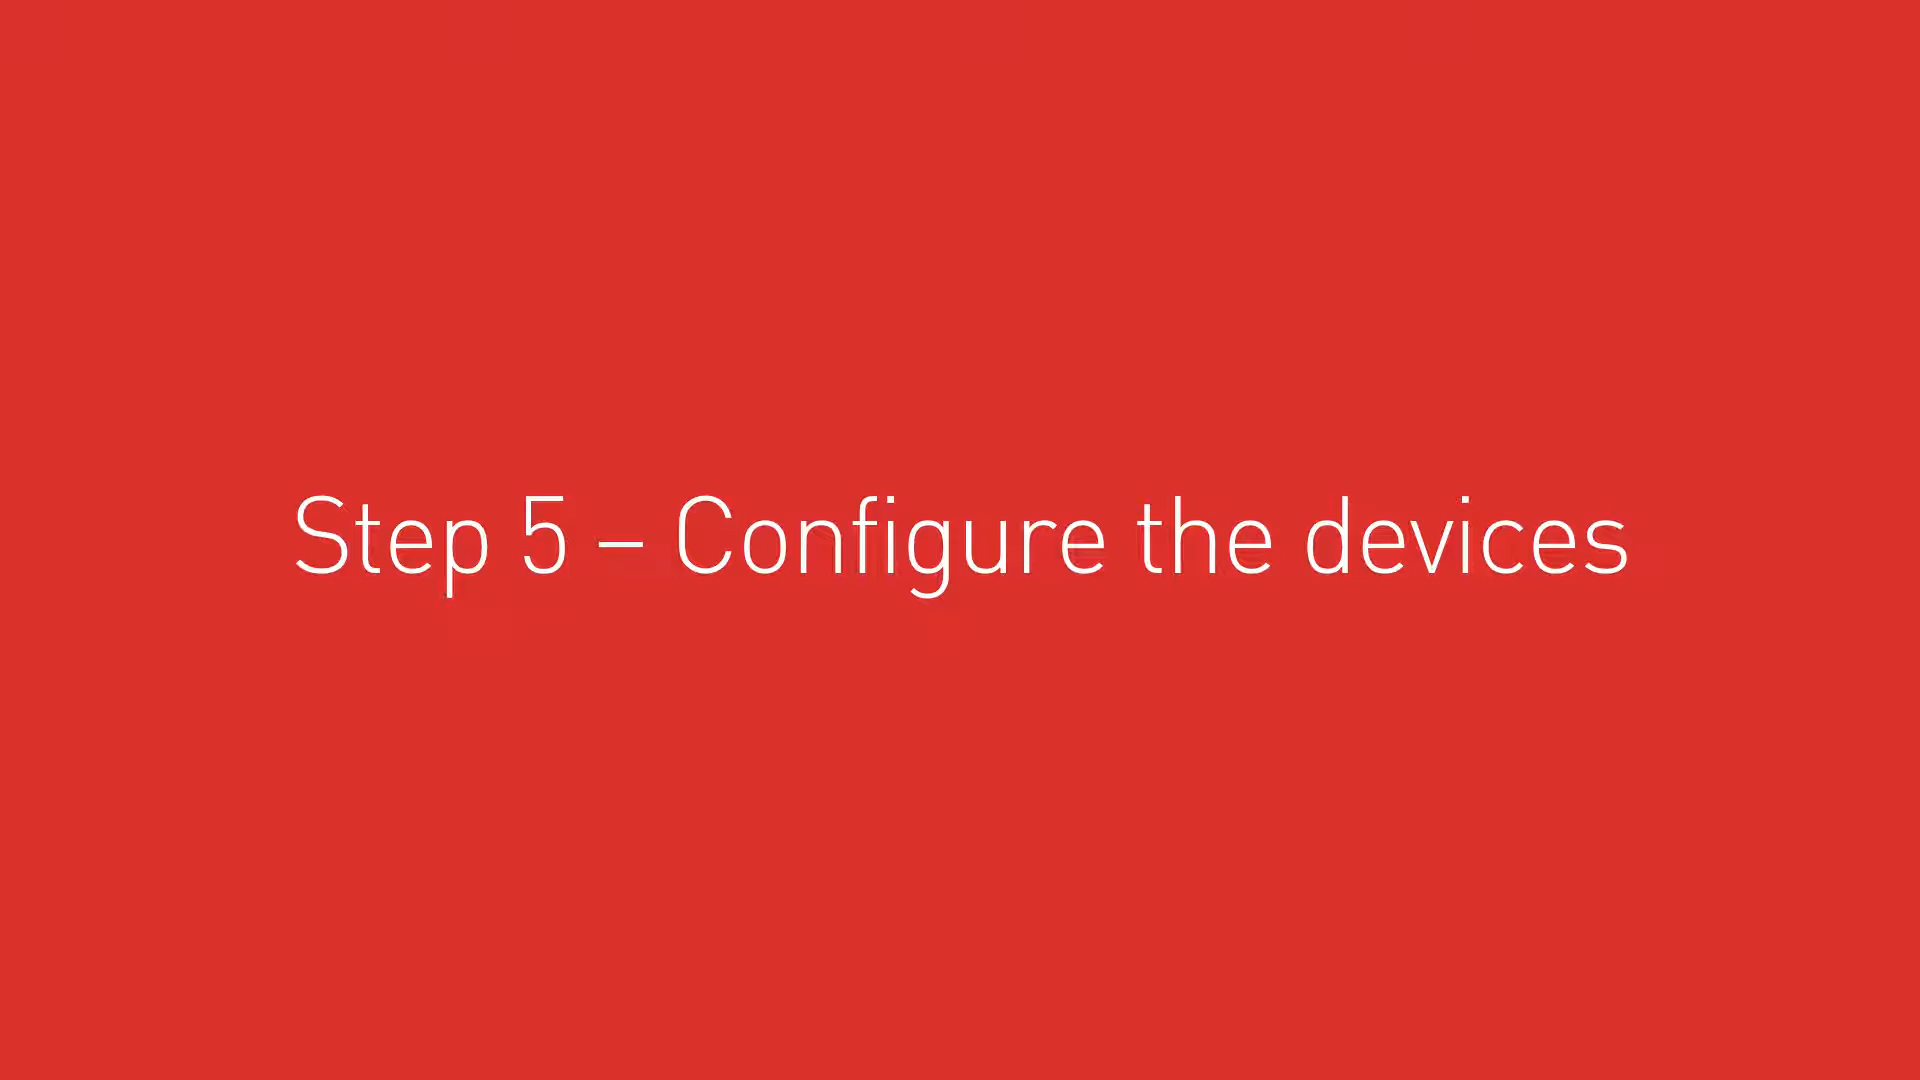 Step 5 – Configure the devices